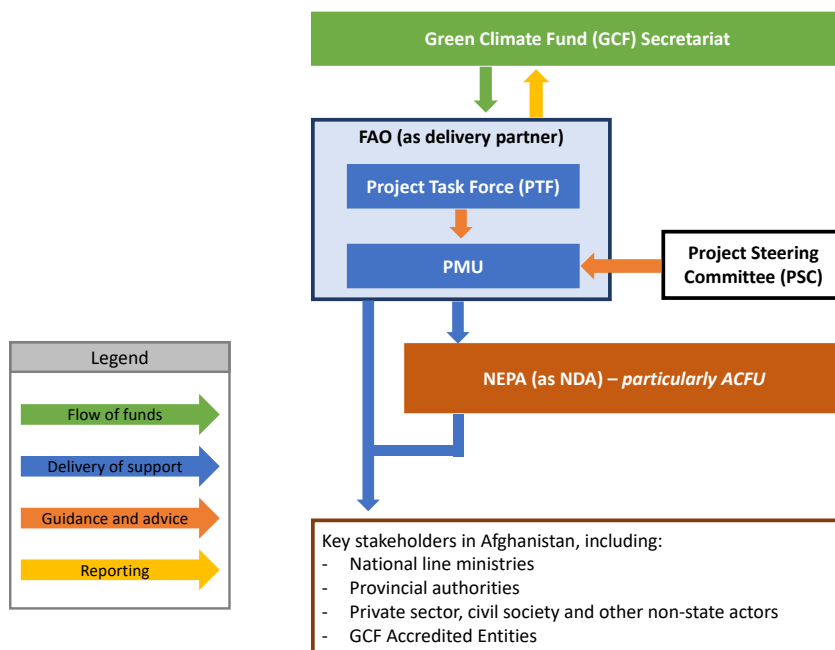 Green Climate Fund (GCF) Secretariat
FAO (as delivery partner)
Project Task Force (PTF)
PMU
Project Steering
Committee (PSC)
NEPA (as NDA) – particularly ACFU
Legend
Flow of funds
Delivery of support
Guidance and advice
Reporting
Key stakeholders in Afghanistan, including:
- National line ministries
- Provincial authorities
- Private sector, civil society and other non-state actors
- GCF Accredited Entities